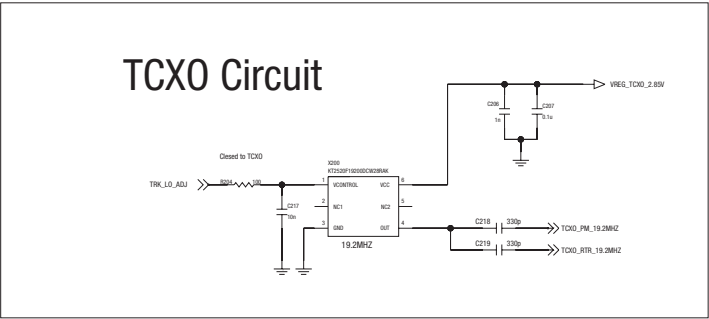 TCXO Circuit
VREG_TCXO_2.85V
C206
C207
1n
0.1u
Clesed to TCXO
X200
KT2520F19200DCW28RAK
TRK_LO_ADJ
R204
100
1
VCONTROL
VCC
6
C217
10n
2
NC1
NC2
5
3
GND
OUT
4
19.2MHZ
C218
330p
TCXO_PM_19.2MHZ
C219
330p
TCXO_RTR_19.2MHZ